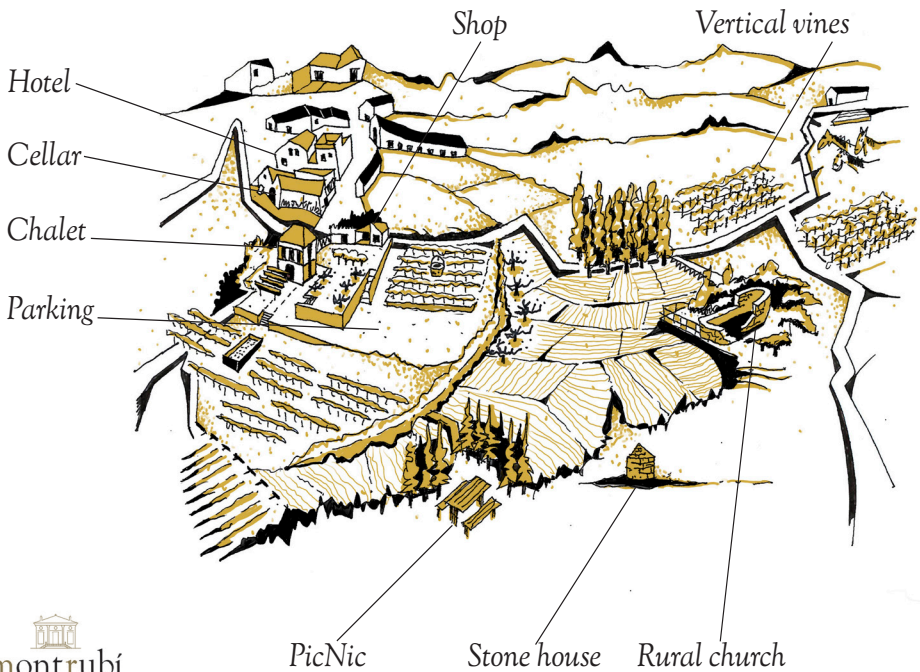 Shop
Vertical vines
Hotel
Cellar
Chalet
Parking
PicNic
Stone house
Rural church
montrubí